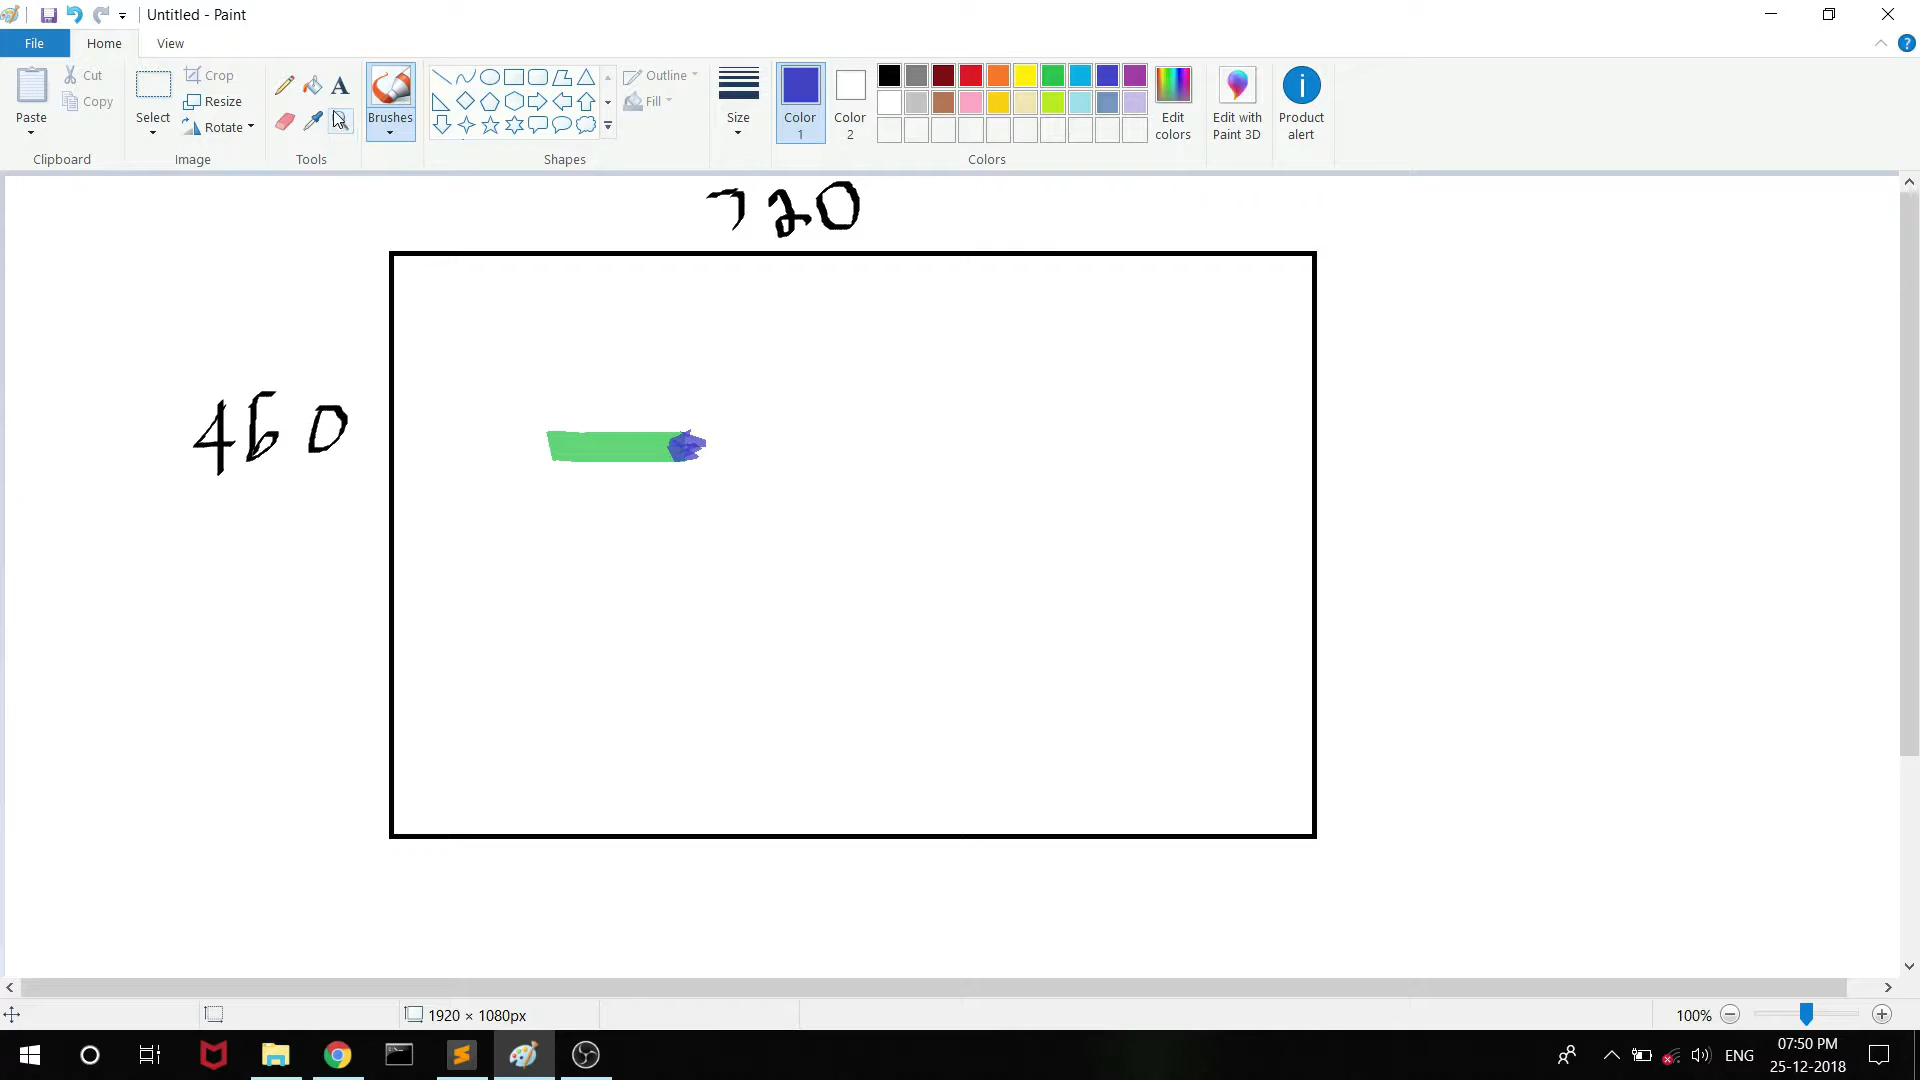 Untitled - Paint
File Home View
Paste
Cut
Copy
Clipboard
Select
Crop
Resize
Rotate
Image
A
Tools
Brushes
Shapes
Outline
Fill
Size
Color 1
Color 2
Edit colors
Colors
Edit with Paint 3D
Product alert
720
460
1920 × 1080px
100%
ENG
07:50 PM
25-12-2018